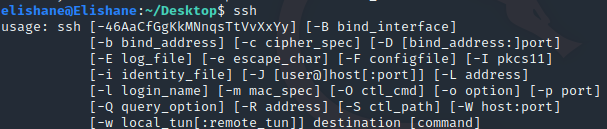 elishane@Elishane:~/Desktop$ ssh
usage: ssh [-46AaCfGgKkMNnqsTtVvXxYy] [-B bind_interface]
[-b bind_address] [-c cipher_spec] [-D [bind_address:]port]
[-E log_file] [-e escape_char] [-F configfile] [-I pkcs11]
[-i identity_file] [-J [user@]host[:port]] [-L address]
[-l login_name] [-m mac_spec] [-O ctl_cmd] [-o option] [-p port]
[-Q query_option] [-R address] [-S ctl_path] [-W host:port]
[-w local_tun[:remote_tun]] destination [command]